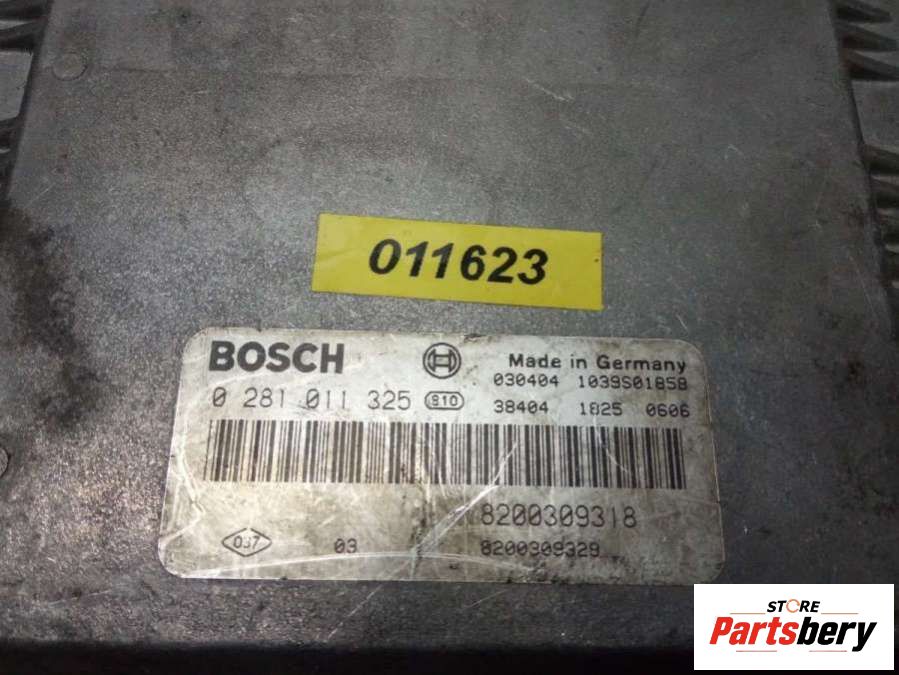 011623
BOSCH
Made in Germany
030404 1039S01858
0 281 011 325 S10
38404 1825 0606
8200309318
037 03 8200309329
STORE
Partsbery